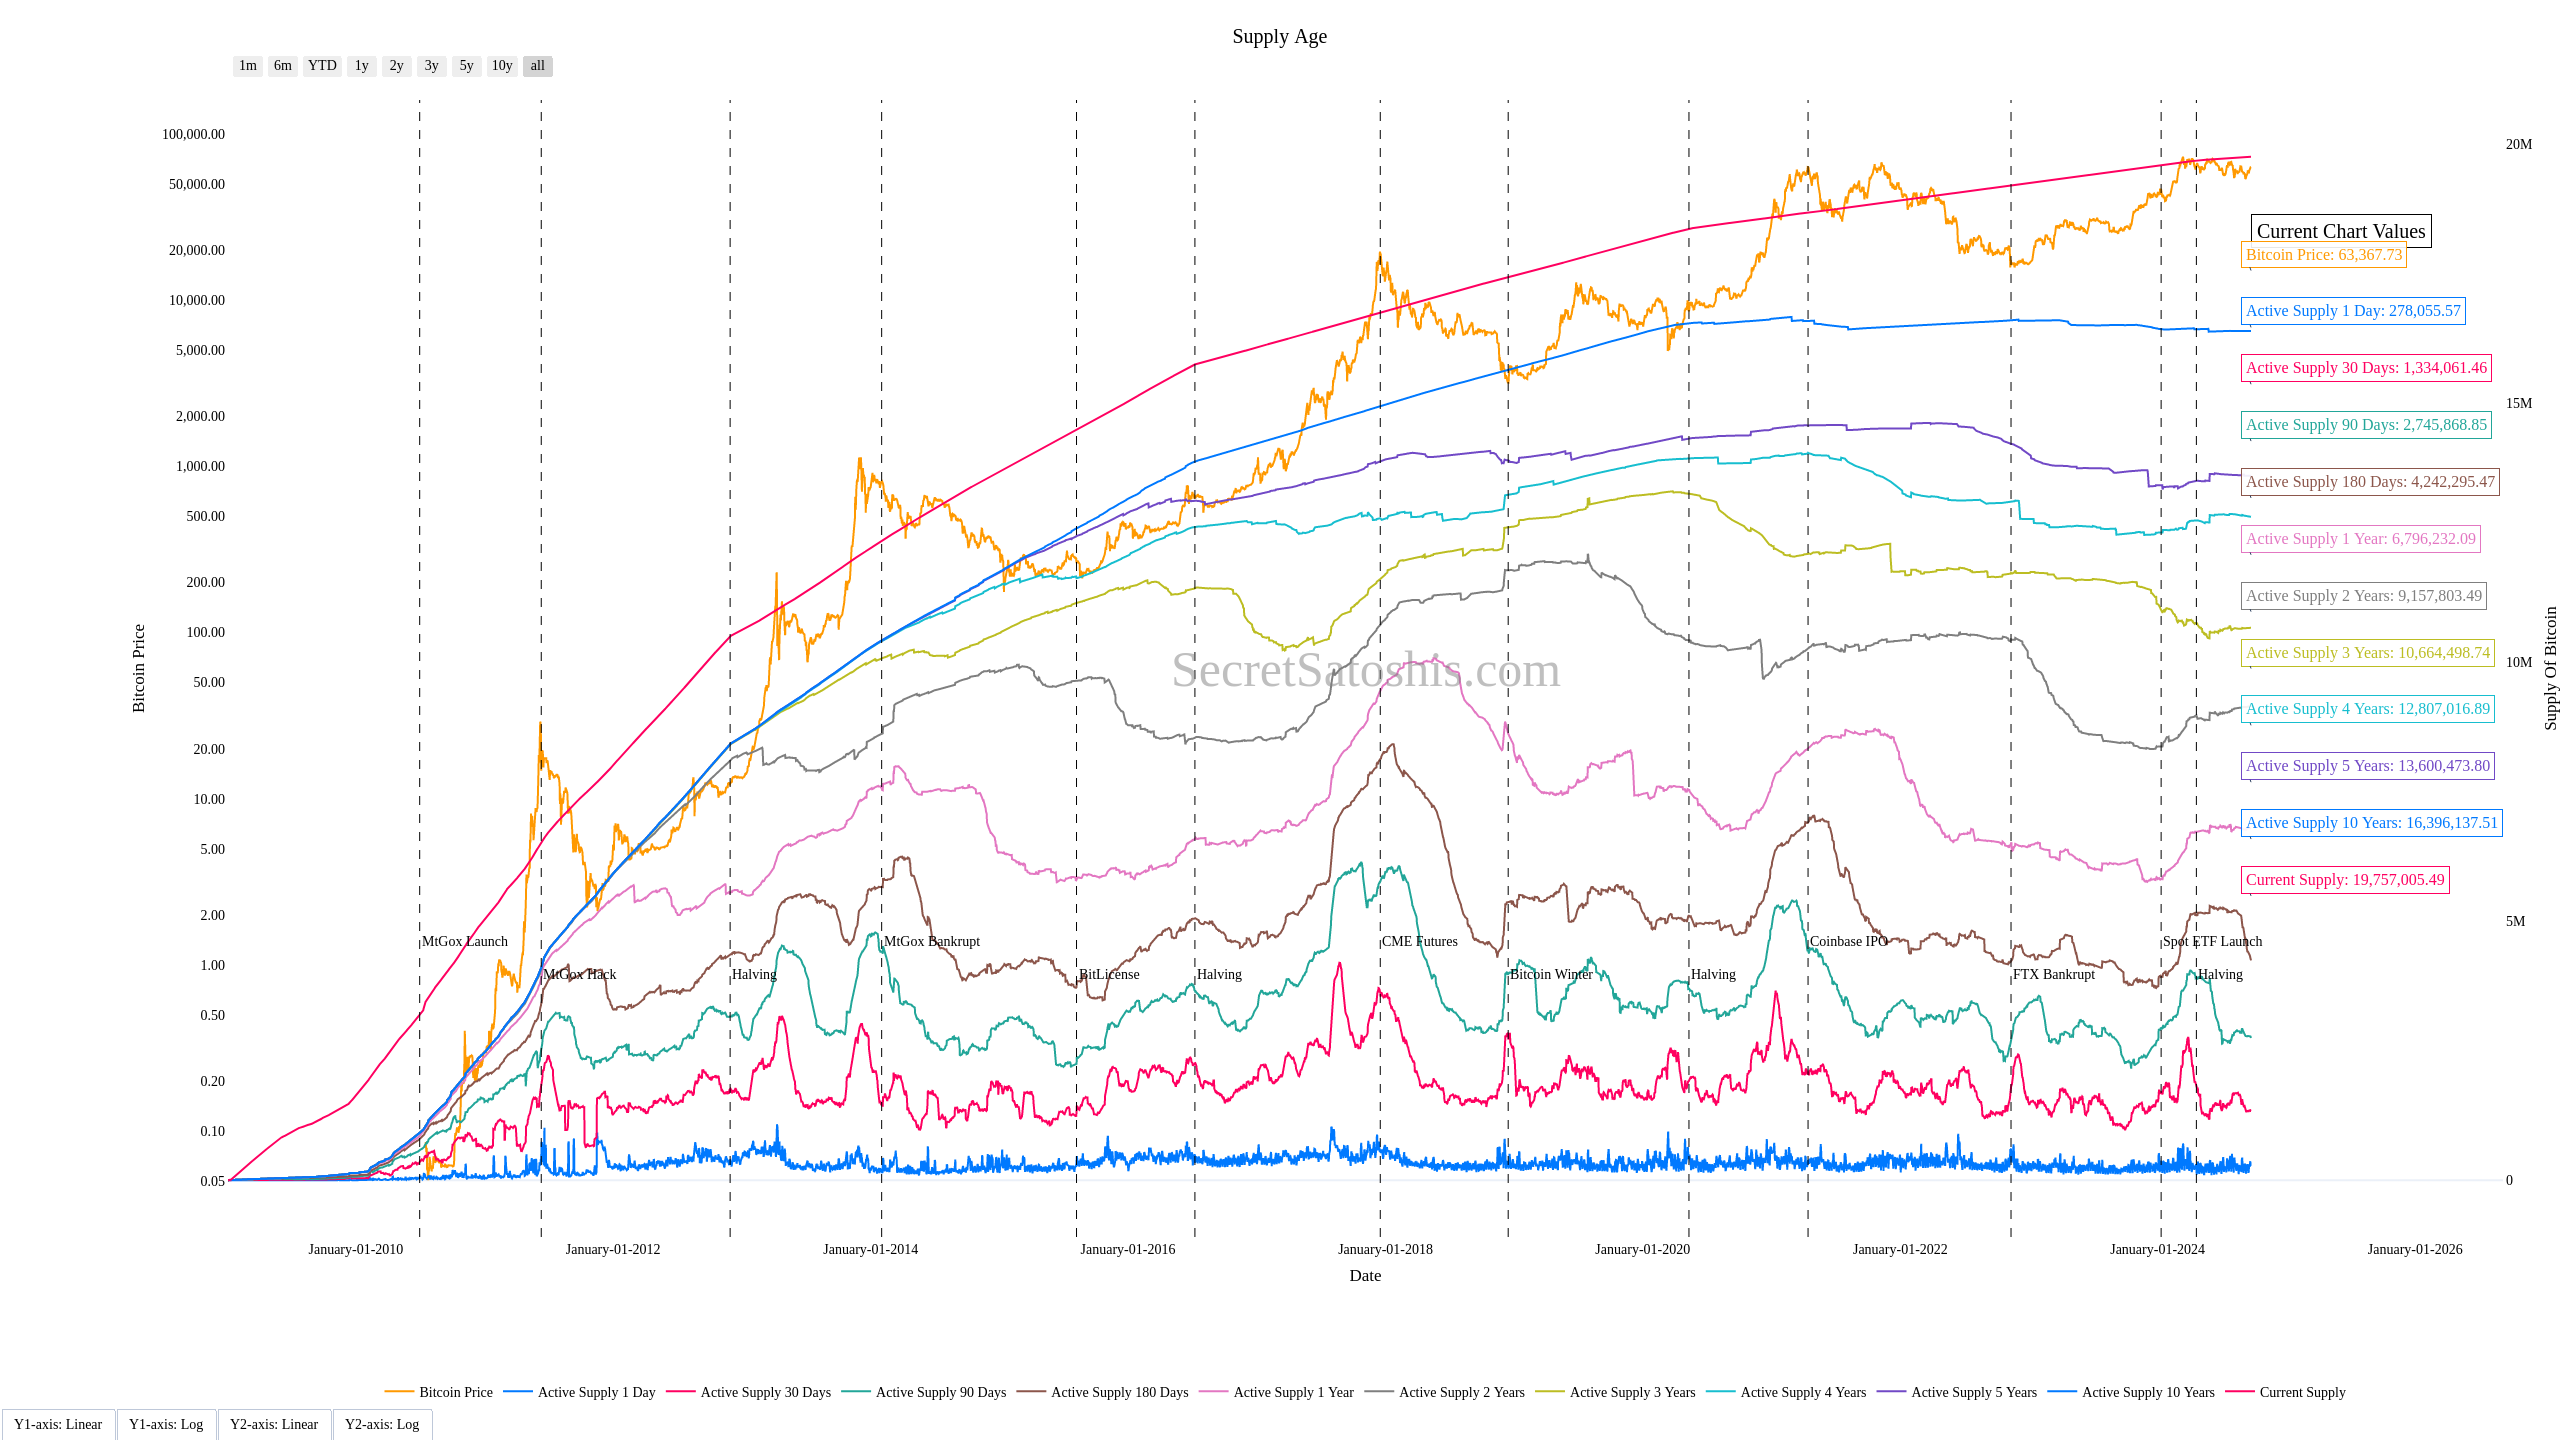 Supply Age
1m 6m YTD 1y 2y 3y 5y 10y all
100,000.00
50,000.00
20,000.00
10,000.00
5,000.00
2,000.00
1,000.00
500.00
200.00
100.00
50.00
20.00
10.00
5.00
2.00
1.00
0.50
0.20
0.10
0.05
Bitcoin Price
20M
15M
10M
5M
0
Supply Of Bitcoin
Current Chart Values
Bitcoin Price: 63,367.73
Active Supply 1 Day: 278,055.57
Active Supply 30 Days: 1,334,061.46
Active Supply 90 Days: 2,745,868.85
Active Supply 180 Days: 4,242,295.47
Active Supply 1 Year: 6,796,232.09
Active Supply 2 Years: 9,157,803.49
Active Supply 3 Years: 10,664,498.74
Active Supply 4 Years: 12,807,016.89
Active Supply 5 Years: 13,600,473.80
Active Supply 10 Years: 16,396,137.51
Current Supply: 19,757,005.49
SecretSatoshis.com
MtGox Launch
MtGox Bankrupt
CME Futures
Coinbase IPO
Spot ETF Launch
MtGox Hack
Halving
BitLicense
Halving
Bitcoin Winter
Halving
FTX Bankrupt
Halving
January-01-2010
January-01-2012
January-01-2014
January-01-2016
January-01-2018
January-01-2020
January-01-2022
January-01-2024
January-01-2026
Date
Bitcoin Price
Active Supply 1 Day
Active Supply 30 Days
Active Supply 90 Days
Active Supply 180 Days
Active Supply 1 Year
Active Supply 2 Years
Active Supply 3 Years
Active Supply 4 Years
Active Supply 5 Years
Active Supply 10 Years
Current Supply
Y1-axis: Linear
Y1-axis: Log
Y2-axis: Linear
Y2-axis: Log